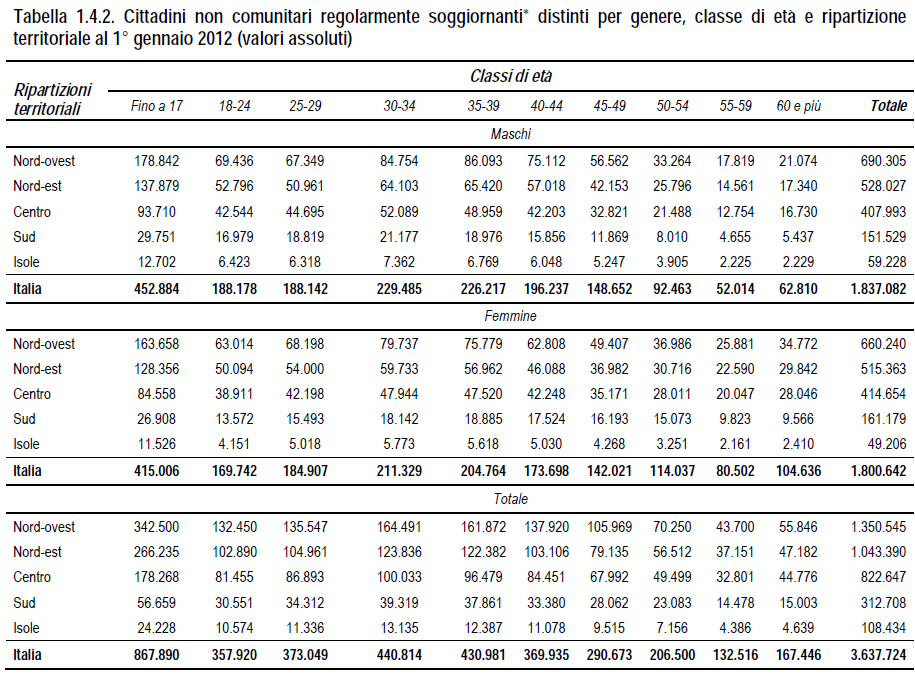 Tabella 1.4.2. Cittadini non comunitari regolarmente soggiornanti* distinti per genere, classe di età e ripartizione
territoriale al 1° gennaio 2012 (valori assoluti)
Ripartizioni territoriali Classi di età
Fino a 17 18-24 25-29 30-34 35-39 40-44 45-49 50-54 55-59 60 e più Totale
Maschi
Nord-ovest 178.842 69.436 67.349 84.754 86.093 75.112 56.562 33.264 17.819 21.074 690.305
Nord-est 137.879 52.796 50.961 64.103 65.420 57.018 42.153 25.796 14.561 17.340 528.027
Centro 93.710 42.544 44.695 52.089 48.959 42.203 32.821 21.488 12.754 16.730 407.993
Sud 29.751 16.979 18.819 21.177 18.976 15.856 11.869 8.010 4.655 5.437 151.529
Isole 12.702 6.423 6.318 7.362 6.769 6.048 5.247 3.905 2.225 2.229 59.228
Italia 452.884 188.178 188.142 229.485 226.217 196.237 148.652 92.463 52.014 62.810 1.837.082
Femmine
Nord-ovest 163.658 63.014 68.198 79.737 75.779 62.808 49.407 36.986 25.881 34.772 660.240
Nord-est 128.356 50.094 54.000 59.733 56.962 46.088 36.982 30.716 22.590 29.842 515.363
Centro 84.558 38.911 42.198 47.944 47.520 42.248 35.171 28.011 20.047 28.046 414.654
Sud 26.908 13.572 15.493 18.142 18.885 17.524 16.193 15.073 9.823 9.566 161.179
Isole 11.526 4.151 5.018 5.773 5.618 5.030 4.268 3.251 2.161 2.410 49.206
Italia 415.006 169.742 184.907 211.329 204.764 173.698 142.021 114.037 80.502 104.636 1.800.642
Totale
Nord-ovest 342.500 132.450 135.547 164.491 161.872 137.920 105.969 70.250 43.700 55.846 1.350.545
Nord-est 266.235 102.890 104.961 123.836 122.382 103.106 79.135 56.512 37.151 47.182 1.043.390
Centro 178.268 81.455 86.893 100.033 96.479 84.451 67.992 49.499 32.801 44.776 822.647
Sud 56.659 30.551 34.312 39.319 37.861 33.380 28.062 23.083 14.478 15.003 312.708
Isole 24.228 10.574 11.336 13.135 12.387 11.078 9.515 7.156 4.386 4.639 108.434
Italia 867.890 357.920 373.049 440.814 430.981 369.935 290.673 206.500 132.516 167.446 3.637.724